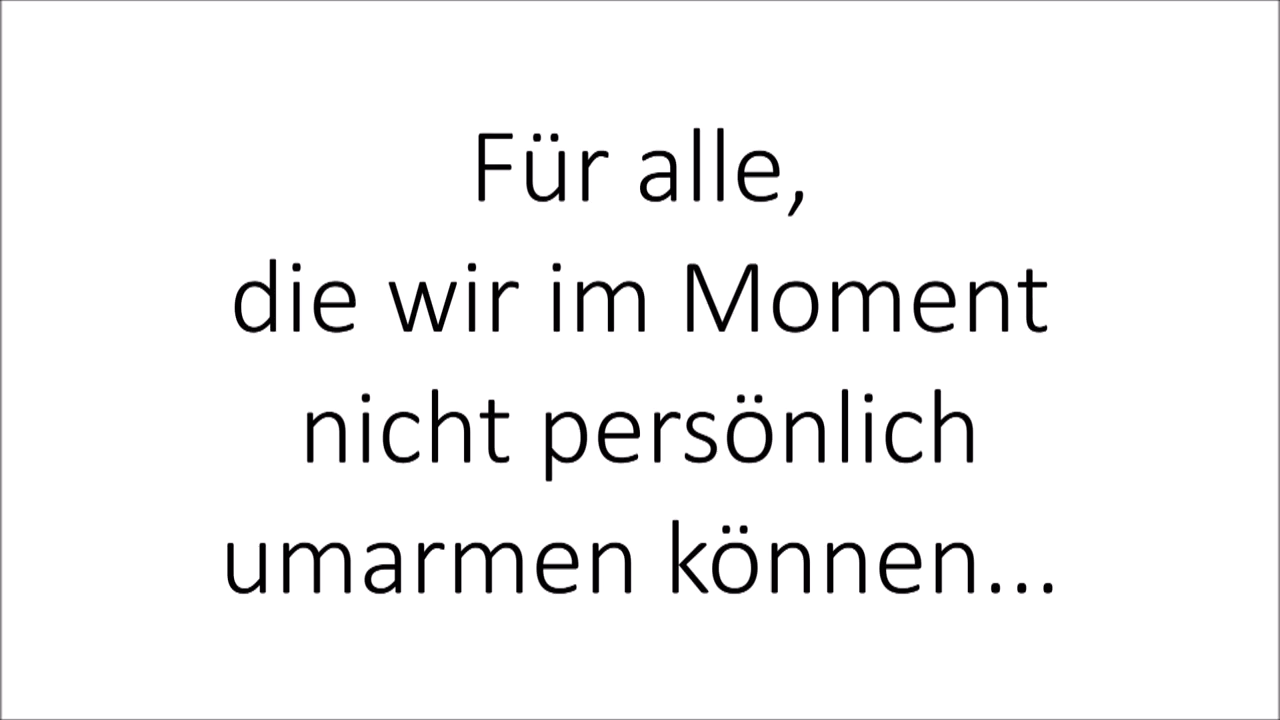 Für alle,
die wir im Moment
nicht persönlich
umarmen können...